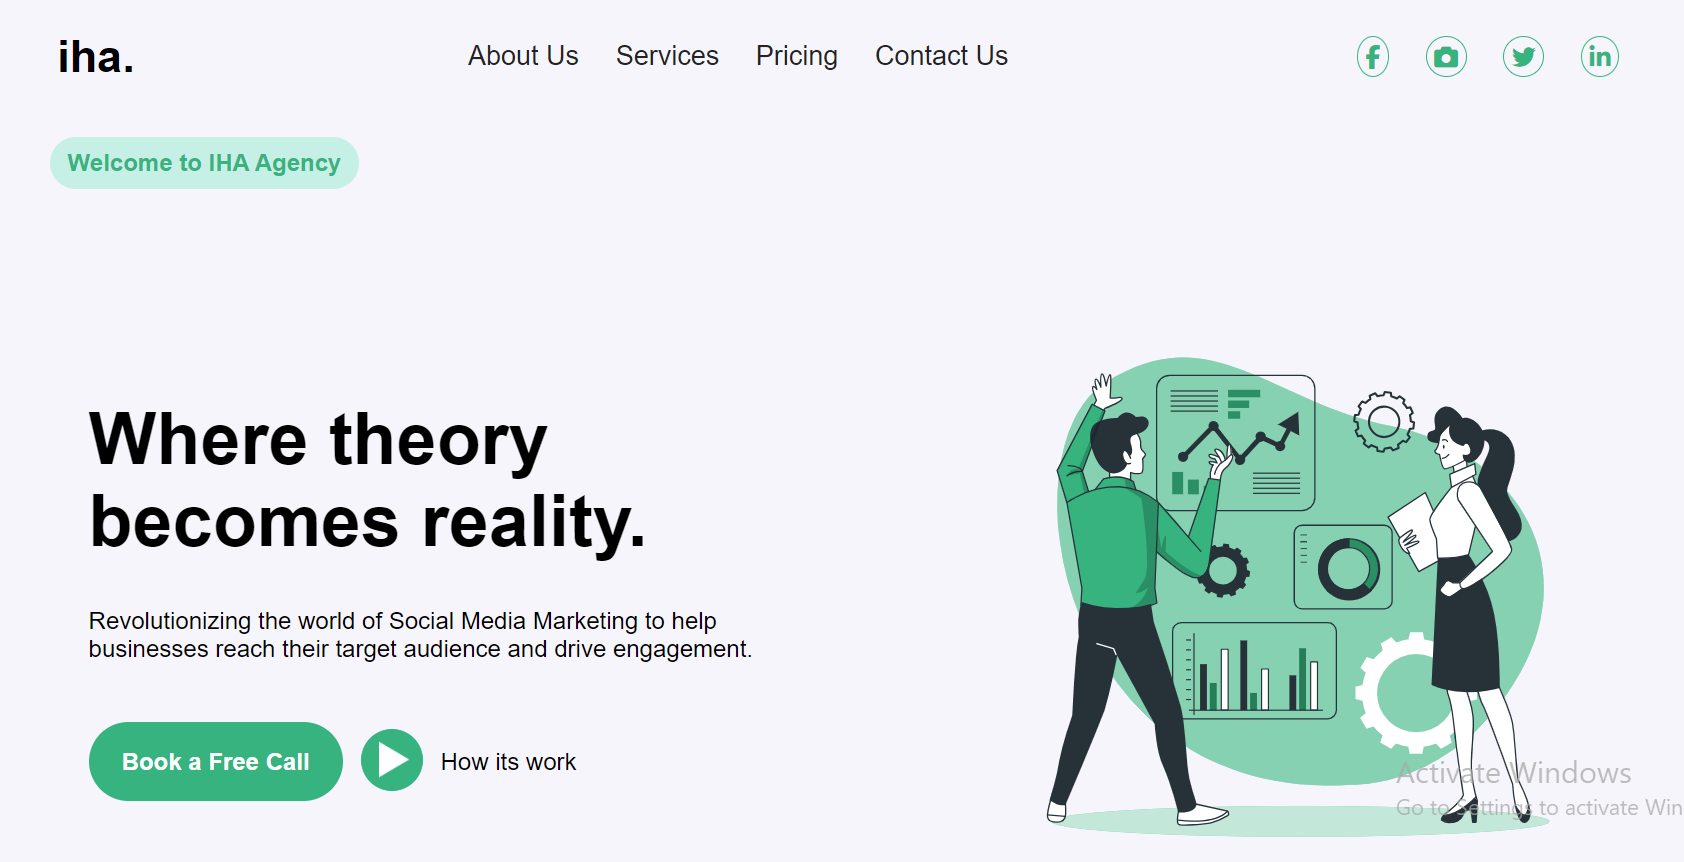 iha.
About Us Services Pricing Contact Us
Welcome to IHA Agency
Where theory
becomes reality.
Revolutionizing the world of Social Media Marketing to help
businesses reach their target audience and drive engagement.
Book a Free Call
How its work
Activate Windows
Go to Settings to activate Win